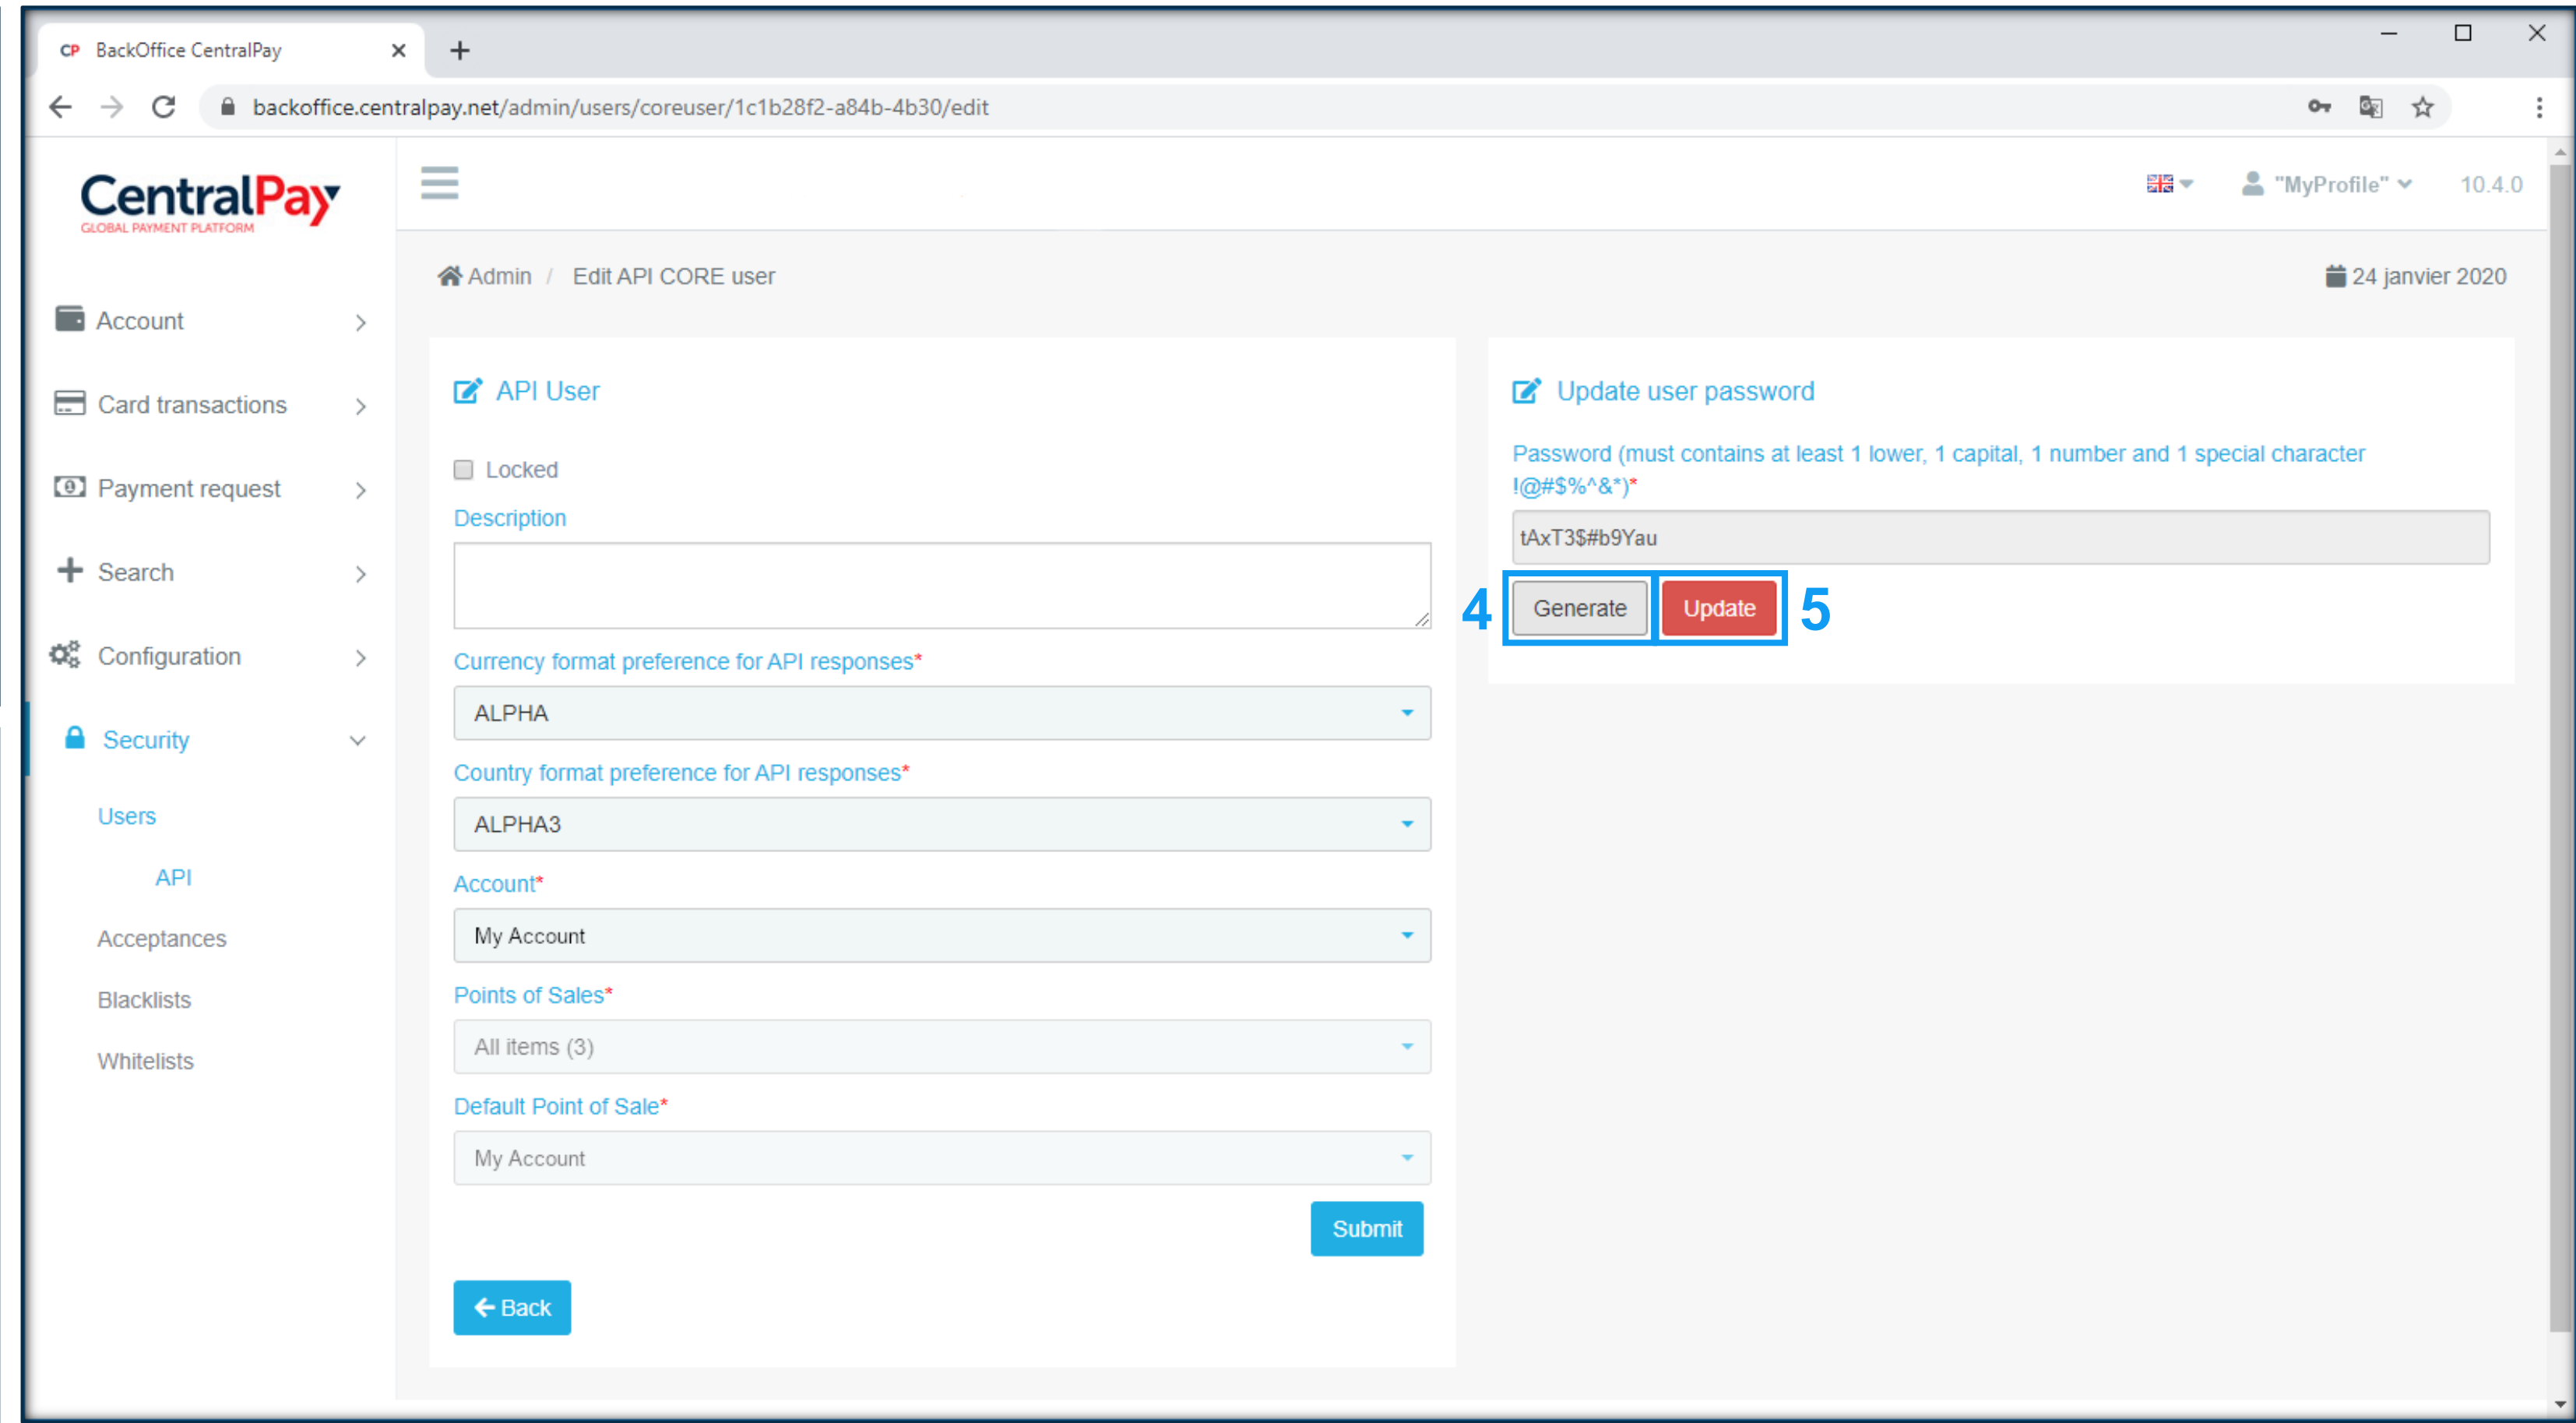 CP BackOffice CentralPay
backoffice.centralpay.net/admin/users/coreuser/1c1b28f2-a84b-4b30/edit
CentralPay
GLOBAL PAYMENT PLATFORM
"MyProfile" 10.4.0
Admin / Edit API CORE user
24 janvier 2020
Account
Card transactions
Payment request
Search
Configuration
Security
Users
API
Acceptances
Blacklists
Whitelists
API User
Locked
Description
Currency format preference for API responses*
ALPHA
Country format preference for API responses*
ALPHA3
Account*
My Account
Points of Sales*
All items (3)
Default Point of Sale*
My Account
Submit
Back
Update user password
Password (must contains at least 1 lower, 1 capital, 1 number and 1 special character
!@#$%^&*)*
tAxT3$#b9Yau
4 Generate Update 5